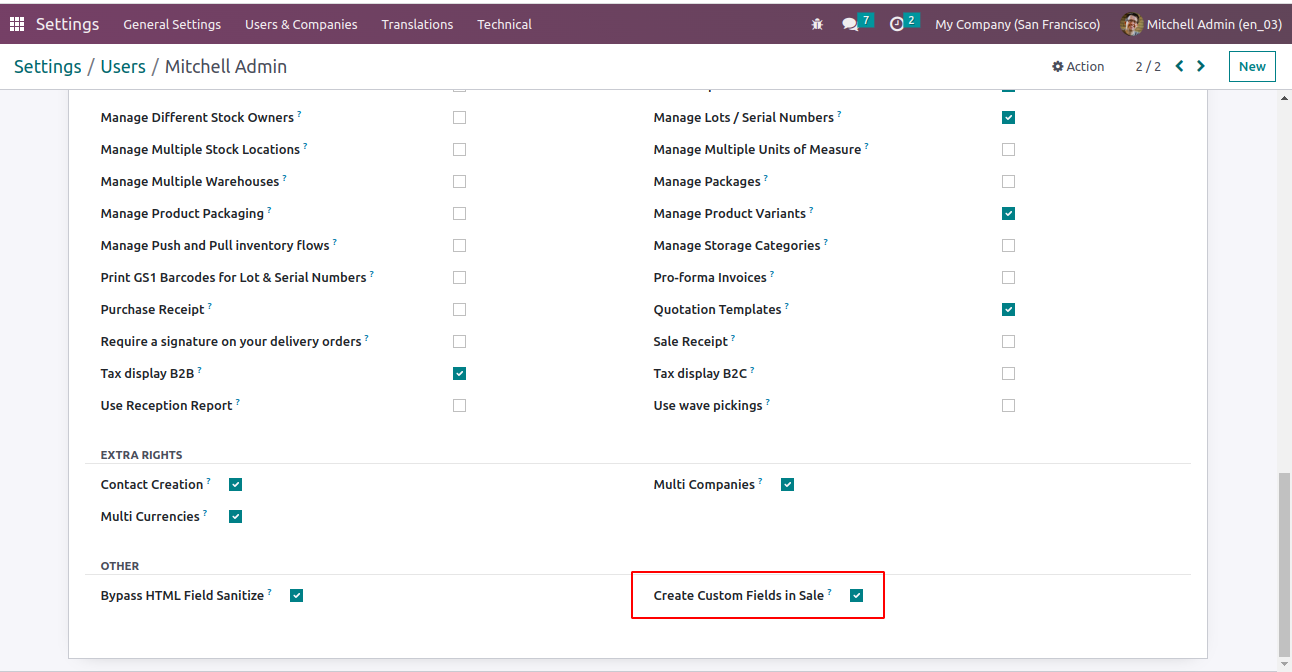 Settings General Settings Users & Companies Translations Technical 7 2 My Company (San Francisco) Mitchell Admin (en_03)
Settings / Users / Mitchell Admin Action 2 / 2 New
Manage Different Stock Owners ? Manage Lots / Serial Numbers ?
Manage Multiple Stock Locations ? Manage Multiple Units of Measure ?
Manage Multiple Warehouses ? Manage Packages ?
Manage Product Packaging ? Manage Product Variants ?
Manage Push and Pull inventory flows ? Manage Storage Categories ?
Print GS1 Barcodes for Lot & Serial Numbers ? Pro-forma Invoices ?
Purchase Receipt ? Quotation Templates ?
Require a signature on your delivery orders ? Sale Receipt ?
Tax display B2B ? Tax display B2C ?
Use Reception Report ? Use wave pickings ?
EXTRA RIGHTS
Contact Creation ? Multi Companies ?
Multi Currencies ?
OTHER
Bypass HTML Field Sanitize ? Create Custom Fields in Sale ?